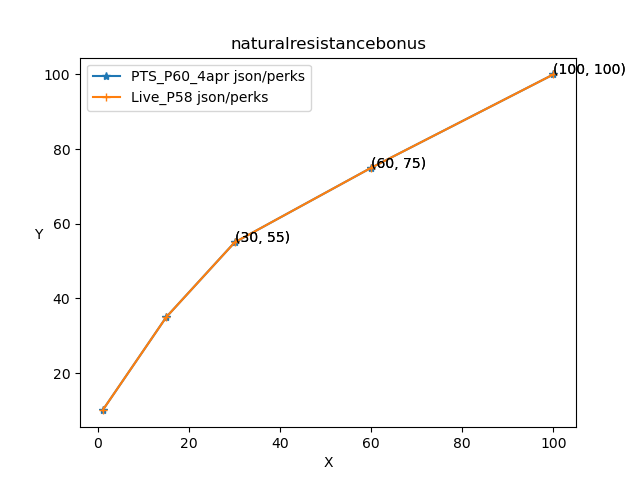 naturalresistancebonus
PTS_P60_4apr json/perks
Live_P58 json/perks
(100, 100)
(60, 75)
(30, 55)
100
80
60
40
20
Y
0 20 40 60 80 100
X